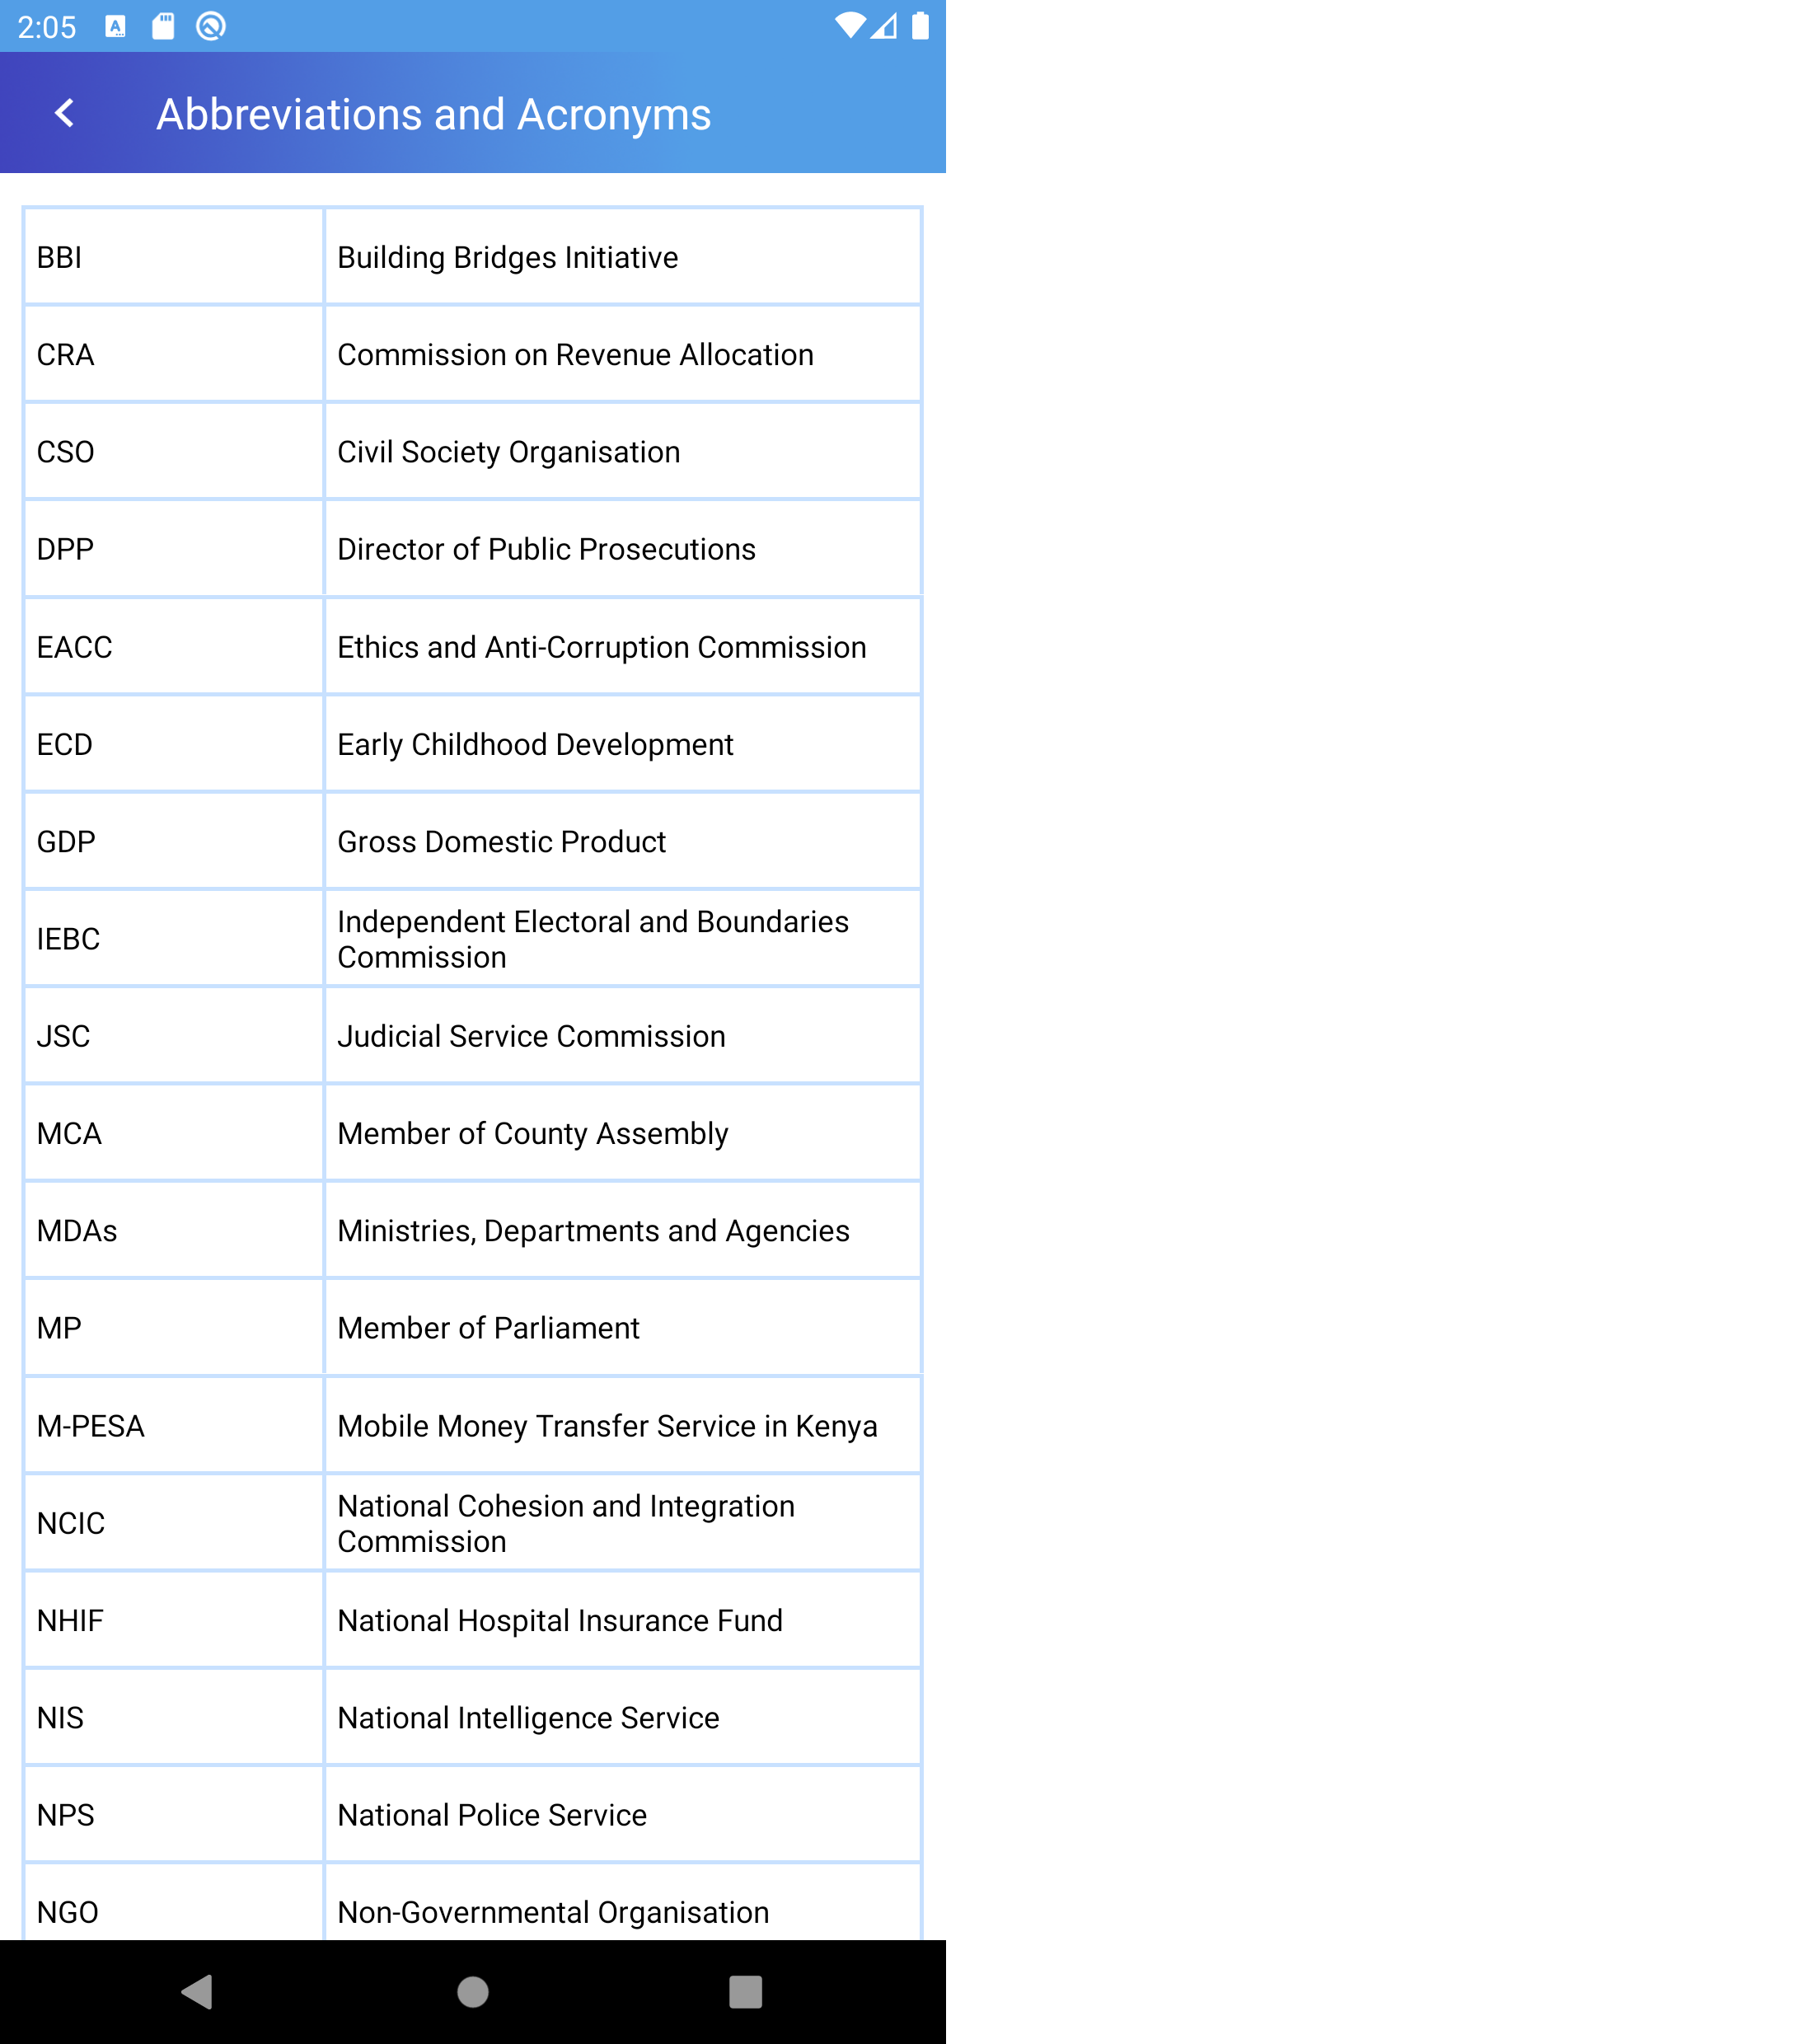 2:05
Abbreviations and Acronyms
BBI Building Bridges Initiative
CRA Commission on Revenue Allocation
CSO Civil Society Organisation
DPP Director of Public Prosecutions
EACC Ethics and Anti-Corruption Commission
ECD Early Childhood Development
GDP Gross Domestic Product
IEBC Independent Electoral and Boundaries
Commission
JSC Judicial Service Commission
MCA Member of County Assembly
MDAs Ministries, Departments and Agencies
MP Member of Parliament
M-PESA Mobile Money Transfer Service in Kenya
NCIC National Cohesion and Integration
Commission
NHIF National Hospital Insurance Fund
NIS National Intelligence Service
NPS National Police Service
NGO Non-Governmental Organisation